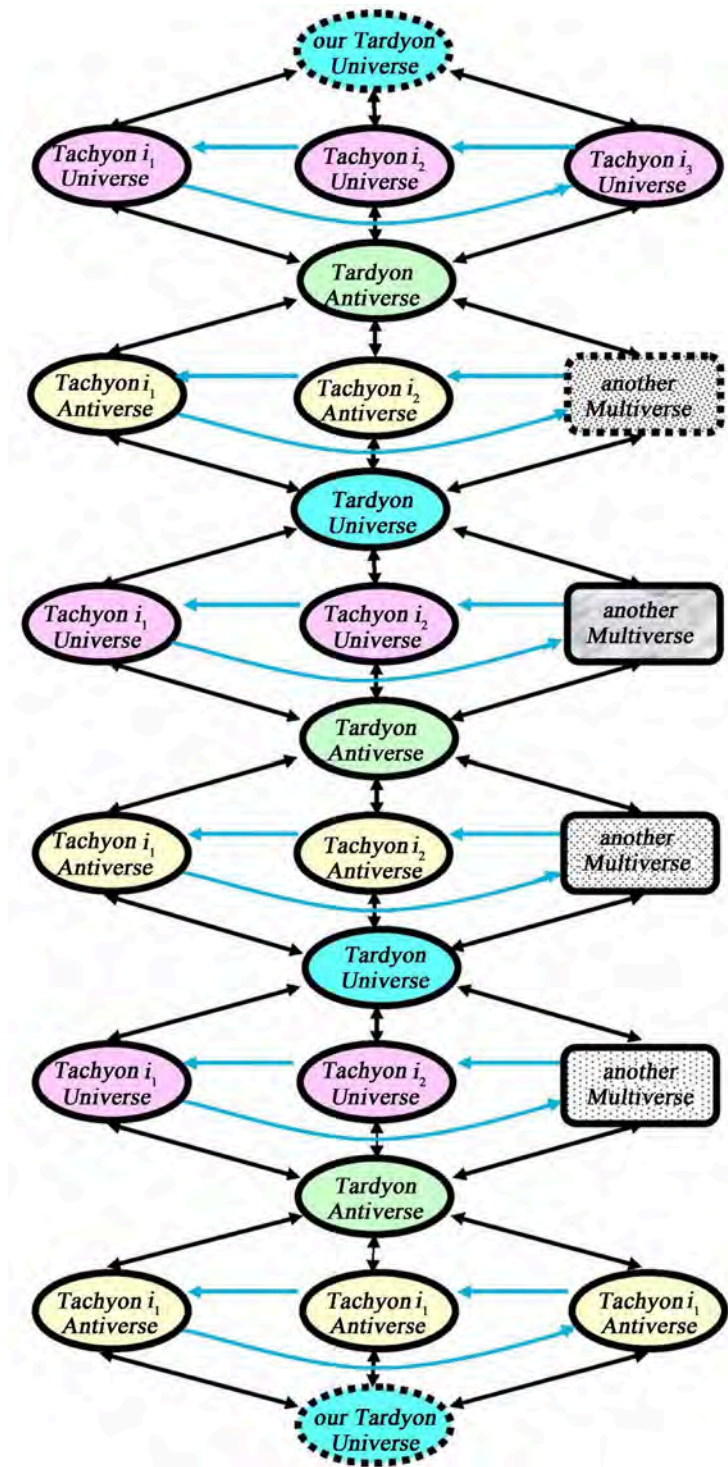 our Tardyon
Universe
Tachyon i₁
Universe
Tachyon i₂
Universe
Tachyon i₃
Universe
Tardyon
Antiverse
Tachyon i₁
Antiverse
Tachyon i₂
Antiverse
another
Multiverse
Tardyon
Universe
Tachyon i₁
Universe
Tachyon i₂
Universe
another
Multiverse
Tardyon
Antiverse
Tachyon i₁
Antiverse
Tachyon i₂
Antiverse
another
Multiverse
Tardyon
Universe
Tachyon i₁
Universe
Tachyon i₂
Universe
another
Multiverse
Tardyon
Antiverse
Tachyon i₁
Antiverse
Tachyon i₁
Antiverse
Tachyon i₁
Antiverse
our Tardyon
Universe